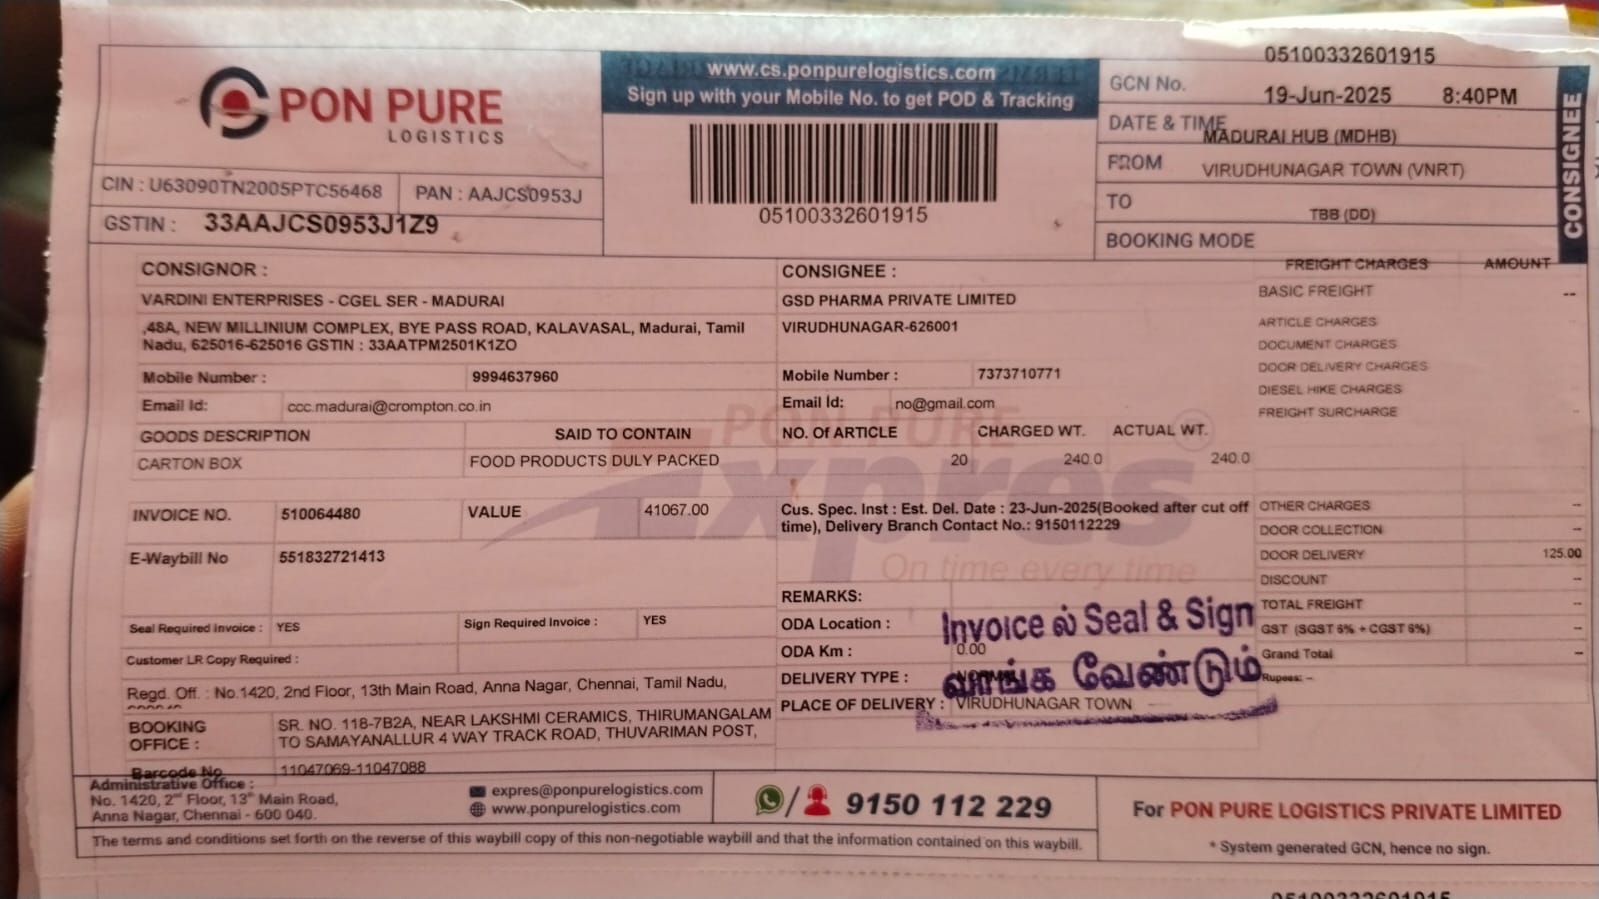 PON PURE
LOGISTICS
CIN : U63090TN2005PTC56468 PAN : AAJCS0953J
GSTIN : 33AAJCS0953J1Z9
www.cs.ponpurelogistics.com
Sign up with your Mobile No. to get POD & Tracking
05100332601915
05100332601915
GCN No.
19-Jun-2025 8:40PM
DATE & TIME
MADURAI HUB (MDHB)
FROM
VIRUDHUNAGAR TOWN (VNRT)
TO
TBB (DD)
BOOKING MODE
CONSIGNEE
CONSIGNOR :
VARDINI ENTERPRISES - CGEL SER - MADURAI
,48A, NEW MILLINIUM COMPLEX, BYE PASS ROAD, KALAVASAL, Madurai, Tamil
Nadu, 625016-625016 GSTIN : 33AATPM2501K1ZO
Mobile Number : 9994637960
Email Id: ccc.madurai@crompton.co.in
CONSIGNEE :
GSD PHARMA PRIVATE LIMITED
VIRUDHUNAGAR-626001
Mobile Number : 7373710771
Email Id: no@gmail.com
GOODS DESCRIPTION SAID TO CONTAIN NO. Of ARTICLE CHARGED WT. ACTUAL WT.
CARTON BOX FOOD PRODUCTS DULY PACKED 20 240.0 240.0
PON PURE
Expres
On time every time
INVOICE NO. 510064480 VALUE 41067.00
E-Waybill No 551832721413
Cus. Spec. Inst : Est. Del. Date : 23-Jun-2025(Booked after cut off
time), Delivery Branch Contact No.: 9150112229
Seal Required Invoice : YES Sign Required Invoice : YES
Customer LR Copy Required :
Regd. Off. : No.1420, 2nd Floor, 13th Main Road, Anna Nagar, Chennai, Tamil Nadu,
BOOKING OFFICE : SR. NO. 118-7B2A, NEAR LAKSHMI CERAMICS, THIRUMANGALAM
TO SAMAYANALLUR 4 WAY TRACK ROAD, THUVARIMAN POST,
Barcode No 11047069-11047088
REMARKS:
ODA Location :
ODA Km : 0.00
DELIVERY TYPE : NORMAL
PLACE OF DELIVERY : VIRUDHUNAGAR TOWN
Invoice ல் Seal & Sign
வாங்க வேண்டும்
FREIGHT CHARGES AMOUNT
BASIC FREIGHT --
ARTICLE CHARGES
DOCUMENT CHARGES
DOOR DELIVERY CHARGES
DIESEL HIKE CHARGES
FREIGHT SURCHARGE
OTHER CHARGES --
DOOR COLLECTION --
DOOR DELIVERY 125.00
DISCOUNT --
TOTAL FREIGHT --
GST (SGST 6% + CGST 6%) --
Grand Total --
Rupees: --
Administrative Office :
No. 1420, 2nd Floor, 13th Main Road,
Anna Nagar, Chennai - 600 040.
expres@ponpurelogistics.com
www.ponpurelogistics.com
9150 112 229
For PON PURE LOGISTICS PRIVATE LIMITED
* System generated GCN, hence no sign.
The terms and conditions set forth on the reverse of this waybill copy of this non-negotiable waybill and that the information contained on this waybill.